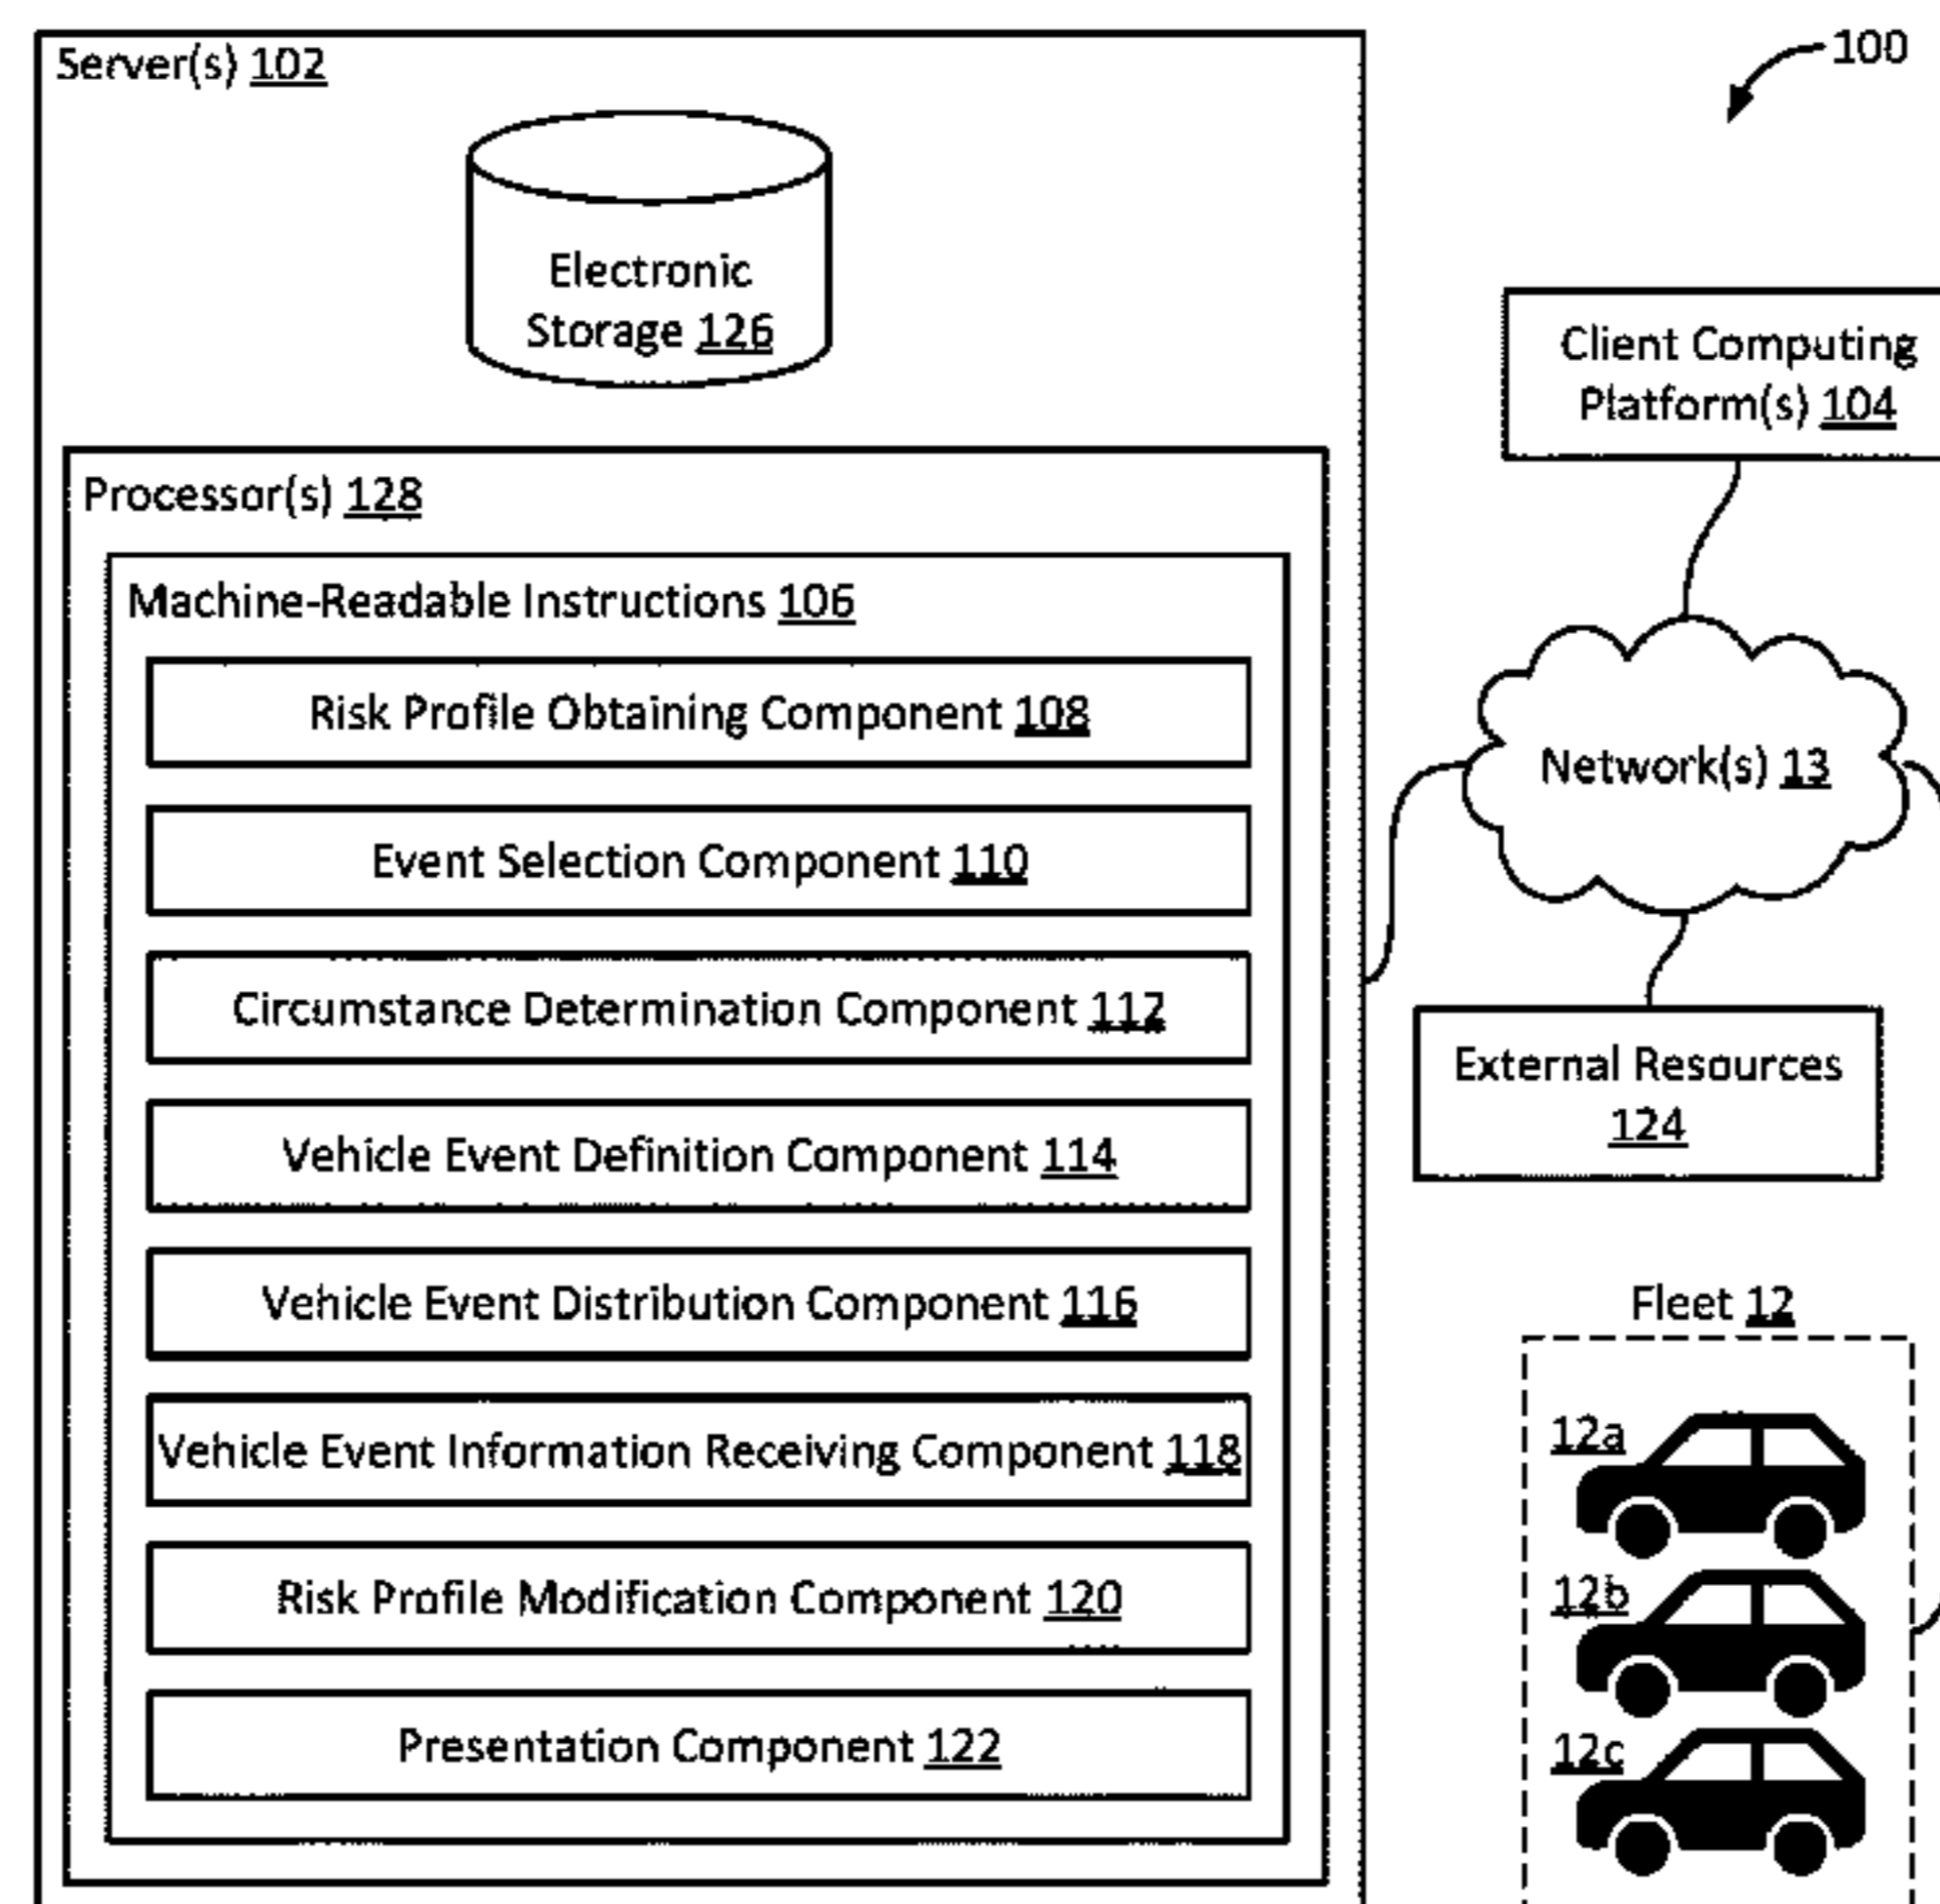 Server(s) 102
100
Electronic
Storage 126
Client Computing
Platform(s) 104
Processor(s) 128
Machine-Readable Instructions 106
Risk Profile Obtaining Component 108
Event Selection Component 110
Circumstance Determination Component 112
Vehicle Event Definition Component 114
Vehicle Event Distribution Component 116
Vehicle Event Information Receiving Component 118
Risk Profile Modification Component 120
Presentation Component 122
Network(s) 13
External Resources
124
Fleet 12
12a
12b
12c